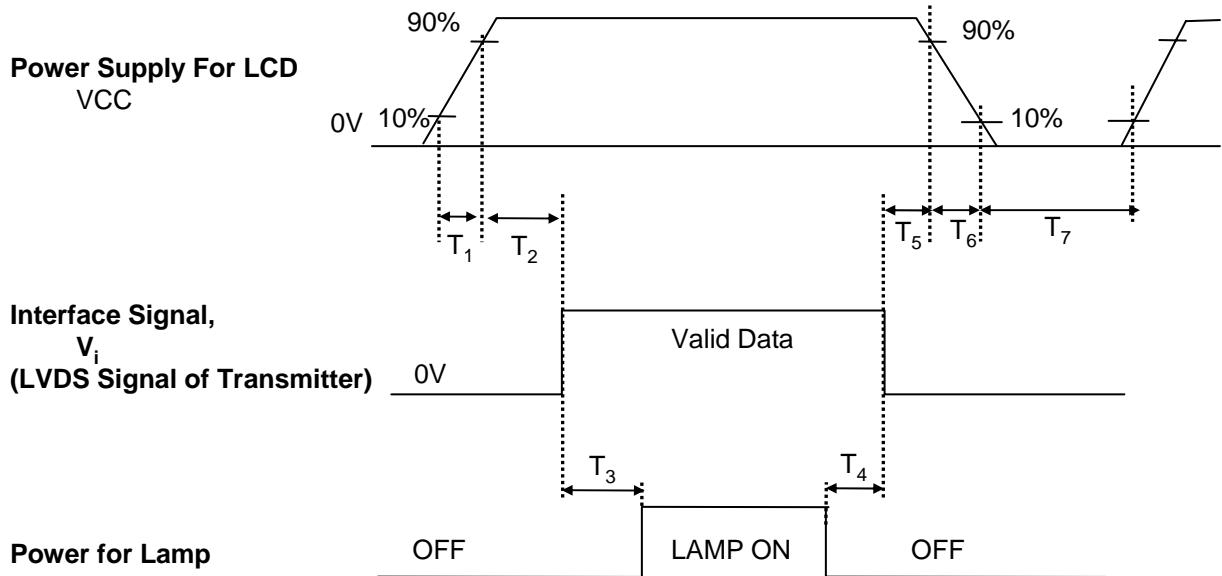 90%
90%
Power Supply For LCD
VCC
0V
10%
10%
T1
T2
T5
T6
T7
Interface Signal,
Vi
(LVDS Signal of Transmitter)
0V
Valid Data
T3
T4
Power for Lamp
OFF
LAMP ON
OFF